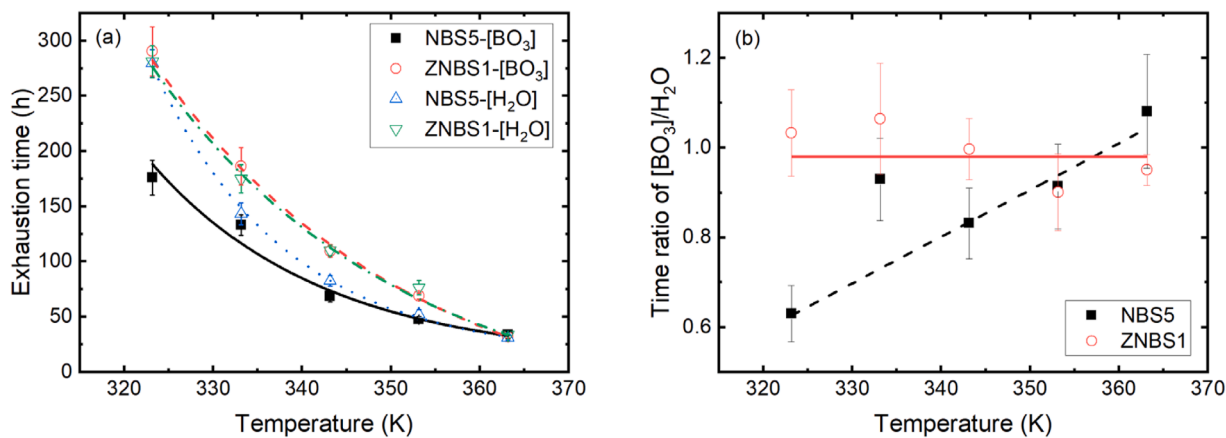 (a)
NBS5-[BO₃]
ZNBS1-[BO₃]
NBS5-[H₂O]
ZNBS1-[H₂O]
Exhaustion time (h)
300
250
200
150
100
50
0
320 330 340 350 360 370
Temperature (K)
(b)
Time ratio of [BO₃]/H₂O
1.2
1.0
0.8
0.6
NBS5
ZNBS1
320 330 340 350 360 370
Temperature (K)